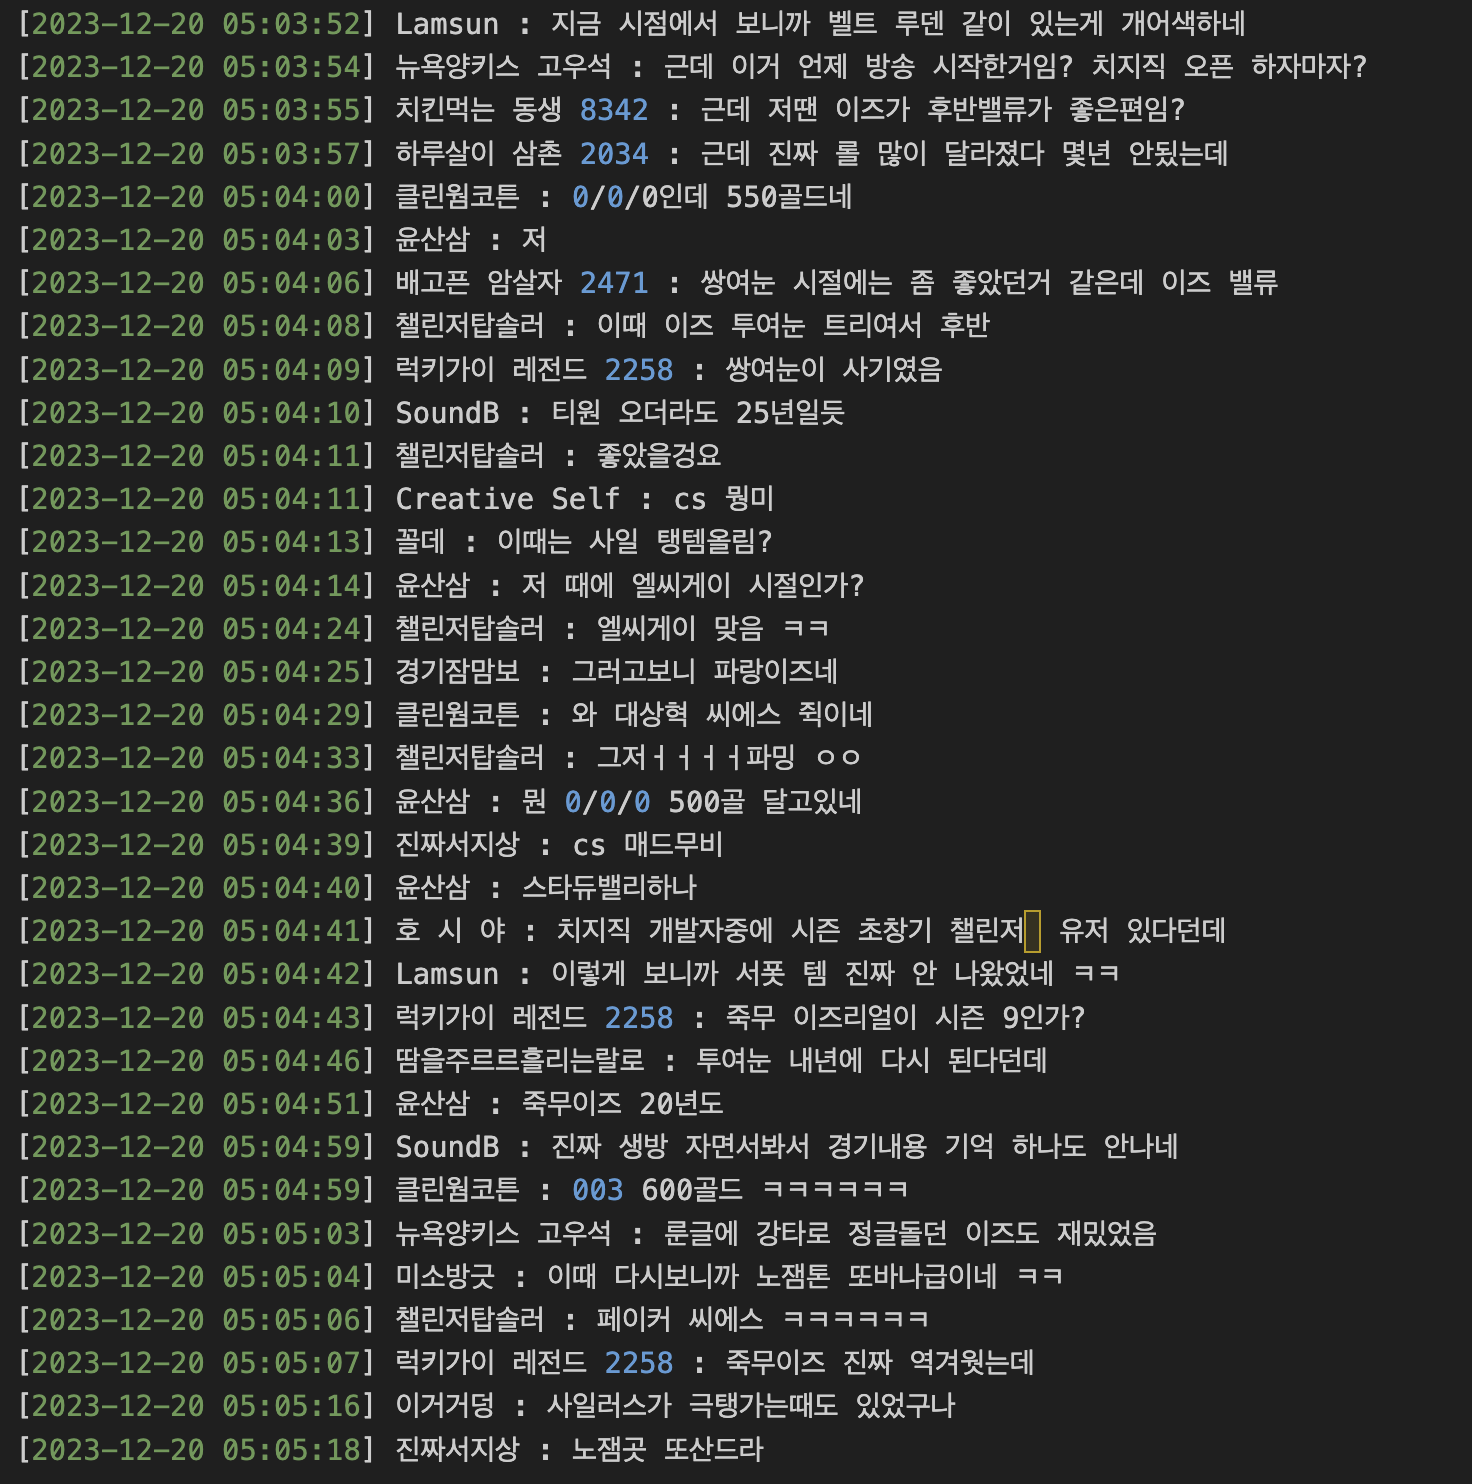 [2023-12-20 05:03:52] Lamsun : 지금 시점에서 보니까 벨트 루덴 같이 있는게 개어색하네
[2023-12-20 05:03:54] 뉴욕양키스 고우석 : 근데 이거 언제 방송 시작한거임? 치지직 오픈 하자마자?
[2023-12-20 05:03:55] 치킨먹는 동생 8342 : 근데 저땐 이즈가 후반밸류가 좋은편임?
[2023-12-20 05:03:57] 하루살이 삼촌 2034 : 근데 진짜 롤 많이 달라졌다 몇년 안됬는데
[2023-12-20 05:04:00] 클린웜코튼 : 0/0/0인데 550골드네
[2023-12-20 05:04:03] 윤산삼 : 저
[2023-12-20 05:04:06] 배고픈 암살자 2471 : 쌍여눈 시절에는 좀 좋았던거 같은데 이즈 밸류
[2023-12-20 05:04:08] 챌린저탑솔러 : 이때 이즈 투여눈 트리여서 후반
[2023-12-20 05:04:09] 럭키가이 레전드 2258 : 쌍여눈이 사기였음
[2023-12-20 05:04:10] SoundB : 티원 오더라도 25년일듯
[2023-12-20 05:04:11] 챌린저탑솔러 : 좋았을겅요
[2023-12-20 05:04:11] Creative Self : cs 뭥미
[2023-12-20 05:04:13] 꼴데 : 이때는 사일 탱템올림?
[2023-12-20 05:04:14] 윤산삼 : 저 때에 엘씨게이 시절인가?
[2023-12-20 05:04:24] 챌린저탑솔러 : 엘씨게이 맞음 ㅋㅋ
[2023-12-20 05:04:25] 경기잠맘보 : 그러고보니 파랑이즈네
[2023-12-20 05:04:29] 클린웜코튼 : 와 대상혁 씨에스 쥑이네
[2023-12-20 05:04:33] 챌린저탑솔러 : 그저ㅓㅓㅓㅓ파밍 ㅇㅇ
[2023-12-20 05:04:36] 윤산삼 : 뭔 0/0/0 500골 달고있네
[2023-12-20 05:04:39] 진짜서지상 : cs 매드무비
[2023-12-20 05:04:40] 윤산삼 : 스타듀밸리하나
[2023-12-20 05:04:41] 호 시 야 : 치지직 개발자중에 시즌 초창기 챌린저 유저 있다던데
[2023-12-20 05:04:42] Lamsun : 이렇게 보니까 서폿 템 진짜 안 나왔었네 ㅋㅋ
[2023-12-20 05:04:43] 럭키가이 레전드 2258 : 죽무 이즈리얼이 시즌 9인가?
[2023-12-20 05:04:46] 땀을주르르흘리는랄로 : 투여눈 내년에 다시 된다던데
[2023-12-20 05:04:51] 윤산삼 : 죽무이즈 20년도
[2023-12-20 05:04:59] SoundB : 진짜 생방 자면서봐서 경기내용 기억 하나도 안나네
[2023-12-20 05:04:59] 클린웜코튼 : 003 600골드 ㅋㅋㅋㅋㅋㅋ
[2023-12-20 05:05:03] 뉴욕양키스 고우석 : 룬글에 강타로 정글돌던 이즈도 재밌었음
[2023-12-20 05:05:04] 미소방긋 : 이때 다시보니까 노잼톤 또바나급이네 ㅋㅋ
[2023-12-20 05:05:06] 챌린저탑솔러 : 페이커 씨에스 ㅋㅋㅋㅋㅋㅋ
[2023-12-20 05:05:07] 럭키가이 레전드 2258 : 죽무이즈 진짜 역겨웟는데
[2023-12-20 05:05:16] 이거거덩 : 사일러스가 극탱가는때도 있었구나
[2023-12-20 05:05:18] 진짜서지상 : 노잼곳 또산드라